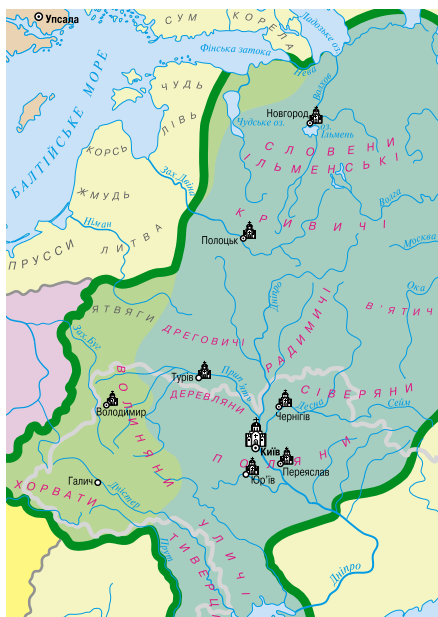 Упсала
СУМ
КОРЕЛА
Ладозьке оз.
Фінська затока
Нева
БАЛТІЙСЬКЕ МОРЕ
ЧУДЬ
Волхов
Новгород
Чудське оз.
оз. Ільмень
ЛІВЬ
СЛОВЕНИ
ІЛЬМЕНСЬКІ
КОРСЬ
Зах. Двіна
ЖМУДЬ
Волга
КРИВИЧІ
Німан
Полоцьк
Москва
ПРУССИ
ЛИТВА
Ока
Дніпро
ЯТВЯГИ
В'ЯТИЧ
Зах. Буг
ДРЕГОВИЧІ
РАДИМИЧІ
Турів
Прип'ять
СІВЕРЯНИ
ВОЛИНЯНИ
ДЕРЕВЛЯНИ
Володимир
Десна
Сейм
Чернігів
Київ
ПОЛЯНИ
Переяслав
Юр'їв
Галич
ХОРВАТИ
Дністер
УЛИЧІ
ТИВЕРЦІ
Прут
Дніпро